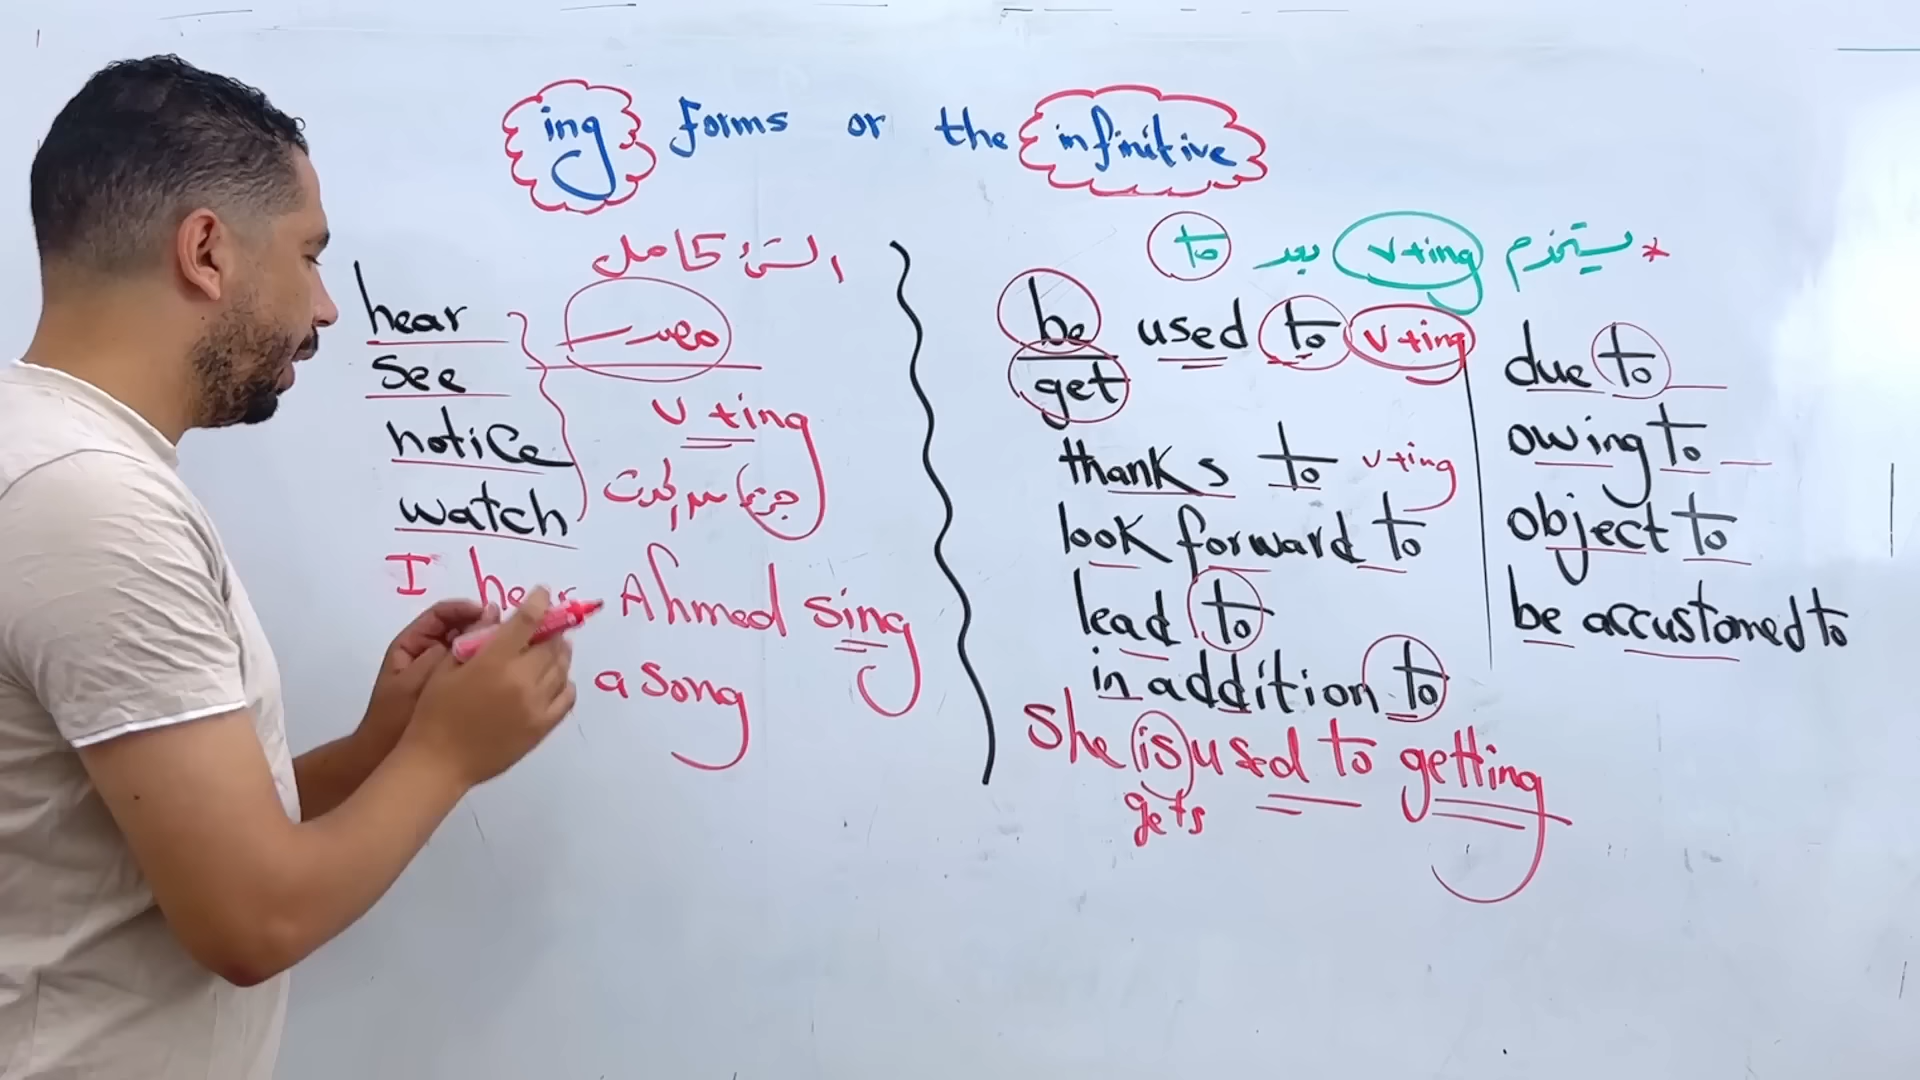 ing forms or the infinitive
* يستخدم v+ing بعد to
الشئ كامل
hear
see
notice
watch
مصدر
v+ing
جزء من الحدث
I hear Ahmed sing
a song
be used to v+ing
get
thanks to v+ing
look forward to
lead to
in addition to
due to
owing to
object to
be accustomed to
She is used to getting
gets